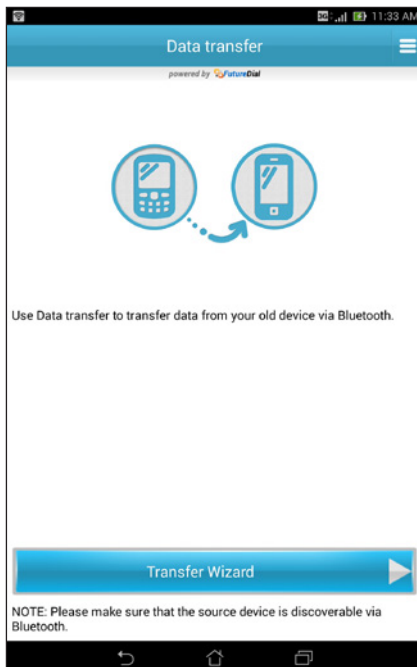 3G 11:33 AM
Data transfer
powered by FutureDial
Use Data transfer to transfer data from your old device via Bluetooth.
Transfer Wizard
NOTE: Please make sure that the source device is discoverable via
Bluetooth.